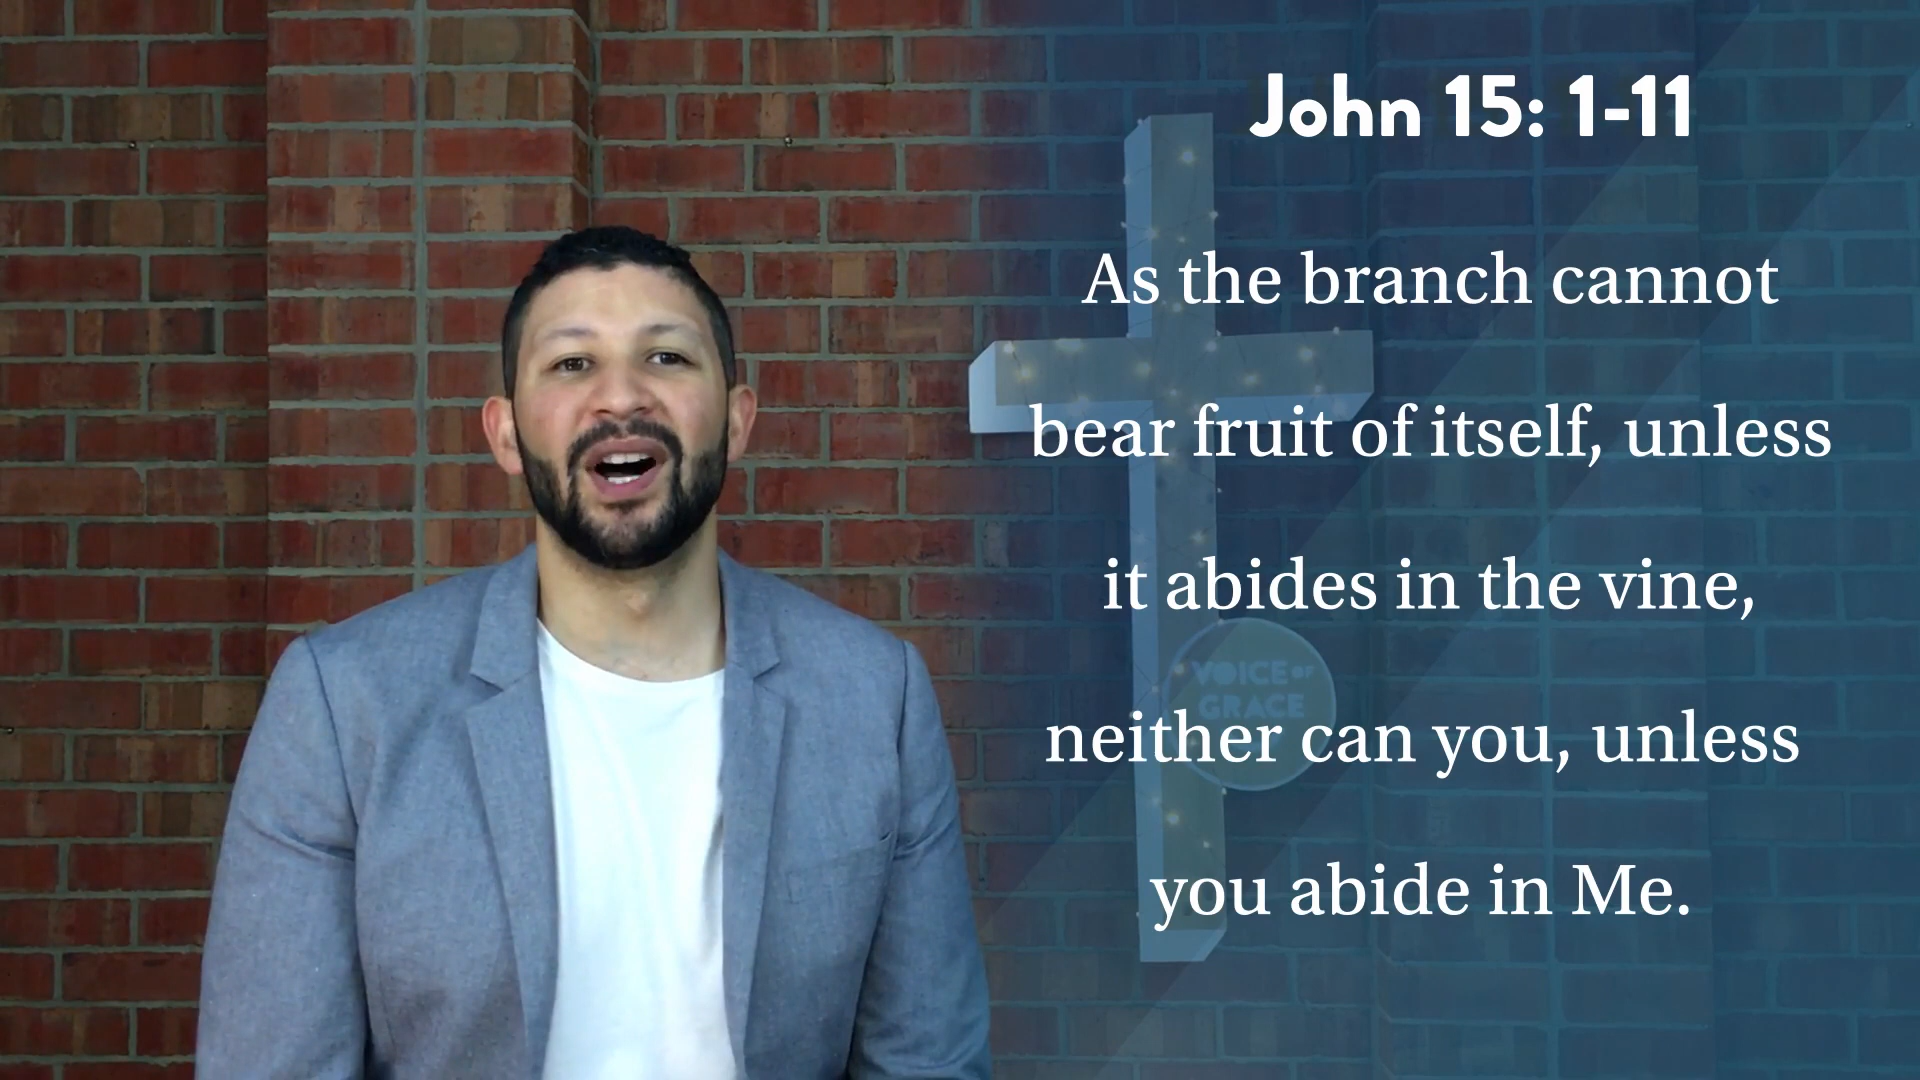 John 15: 1-11
As the branch cannot
bear fruit of itself, unless
it abides in the vine,
VOICE OF
GRACE
neither can you, unless
you abide in Me.